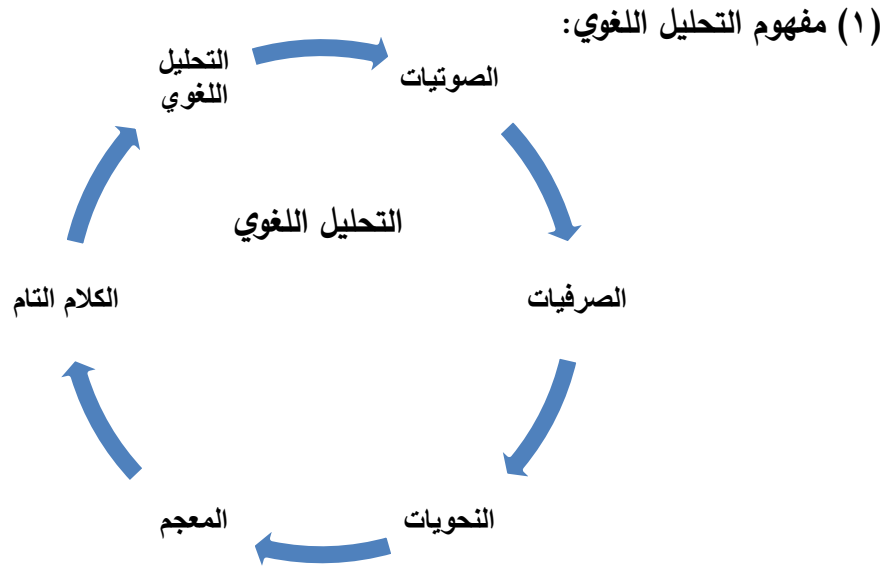 (١) مفهوم التحليل اللغوي:
التحليل
اللغوي
الصوتيات
الصرفيات
النحويات
المعجم
الكلام التام
التحليل اللغوي